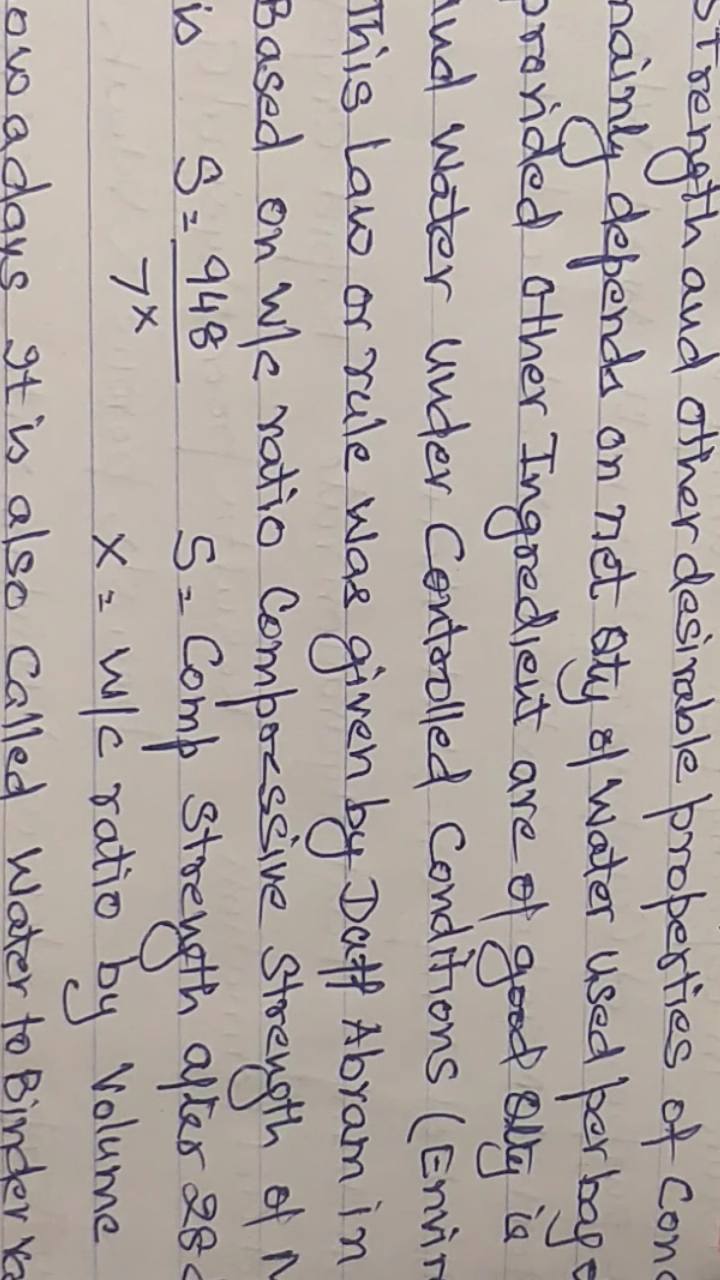 Strength and other desirable properties of Conc
mainly depends on net Qty of Water used per bag
provided other Ingredient are of good Qlty is
and water under Controlled Conditions (Envir
This Law or rule was given by Duff Abram in
Based on W/c ratio Compressive Strength of
is S = 948 / 7^x S = Comp Strength after 28
x = W/c ratio by Volume
ow adays It is also Called Water to Binder